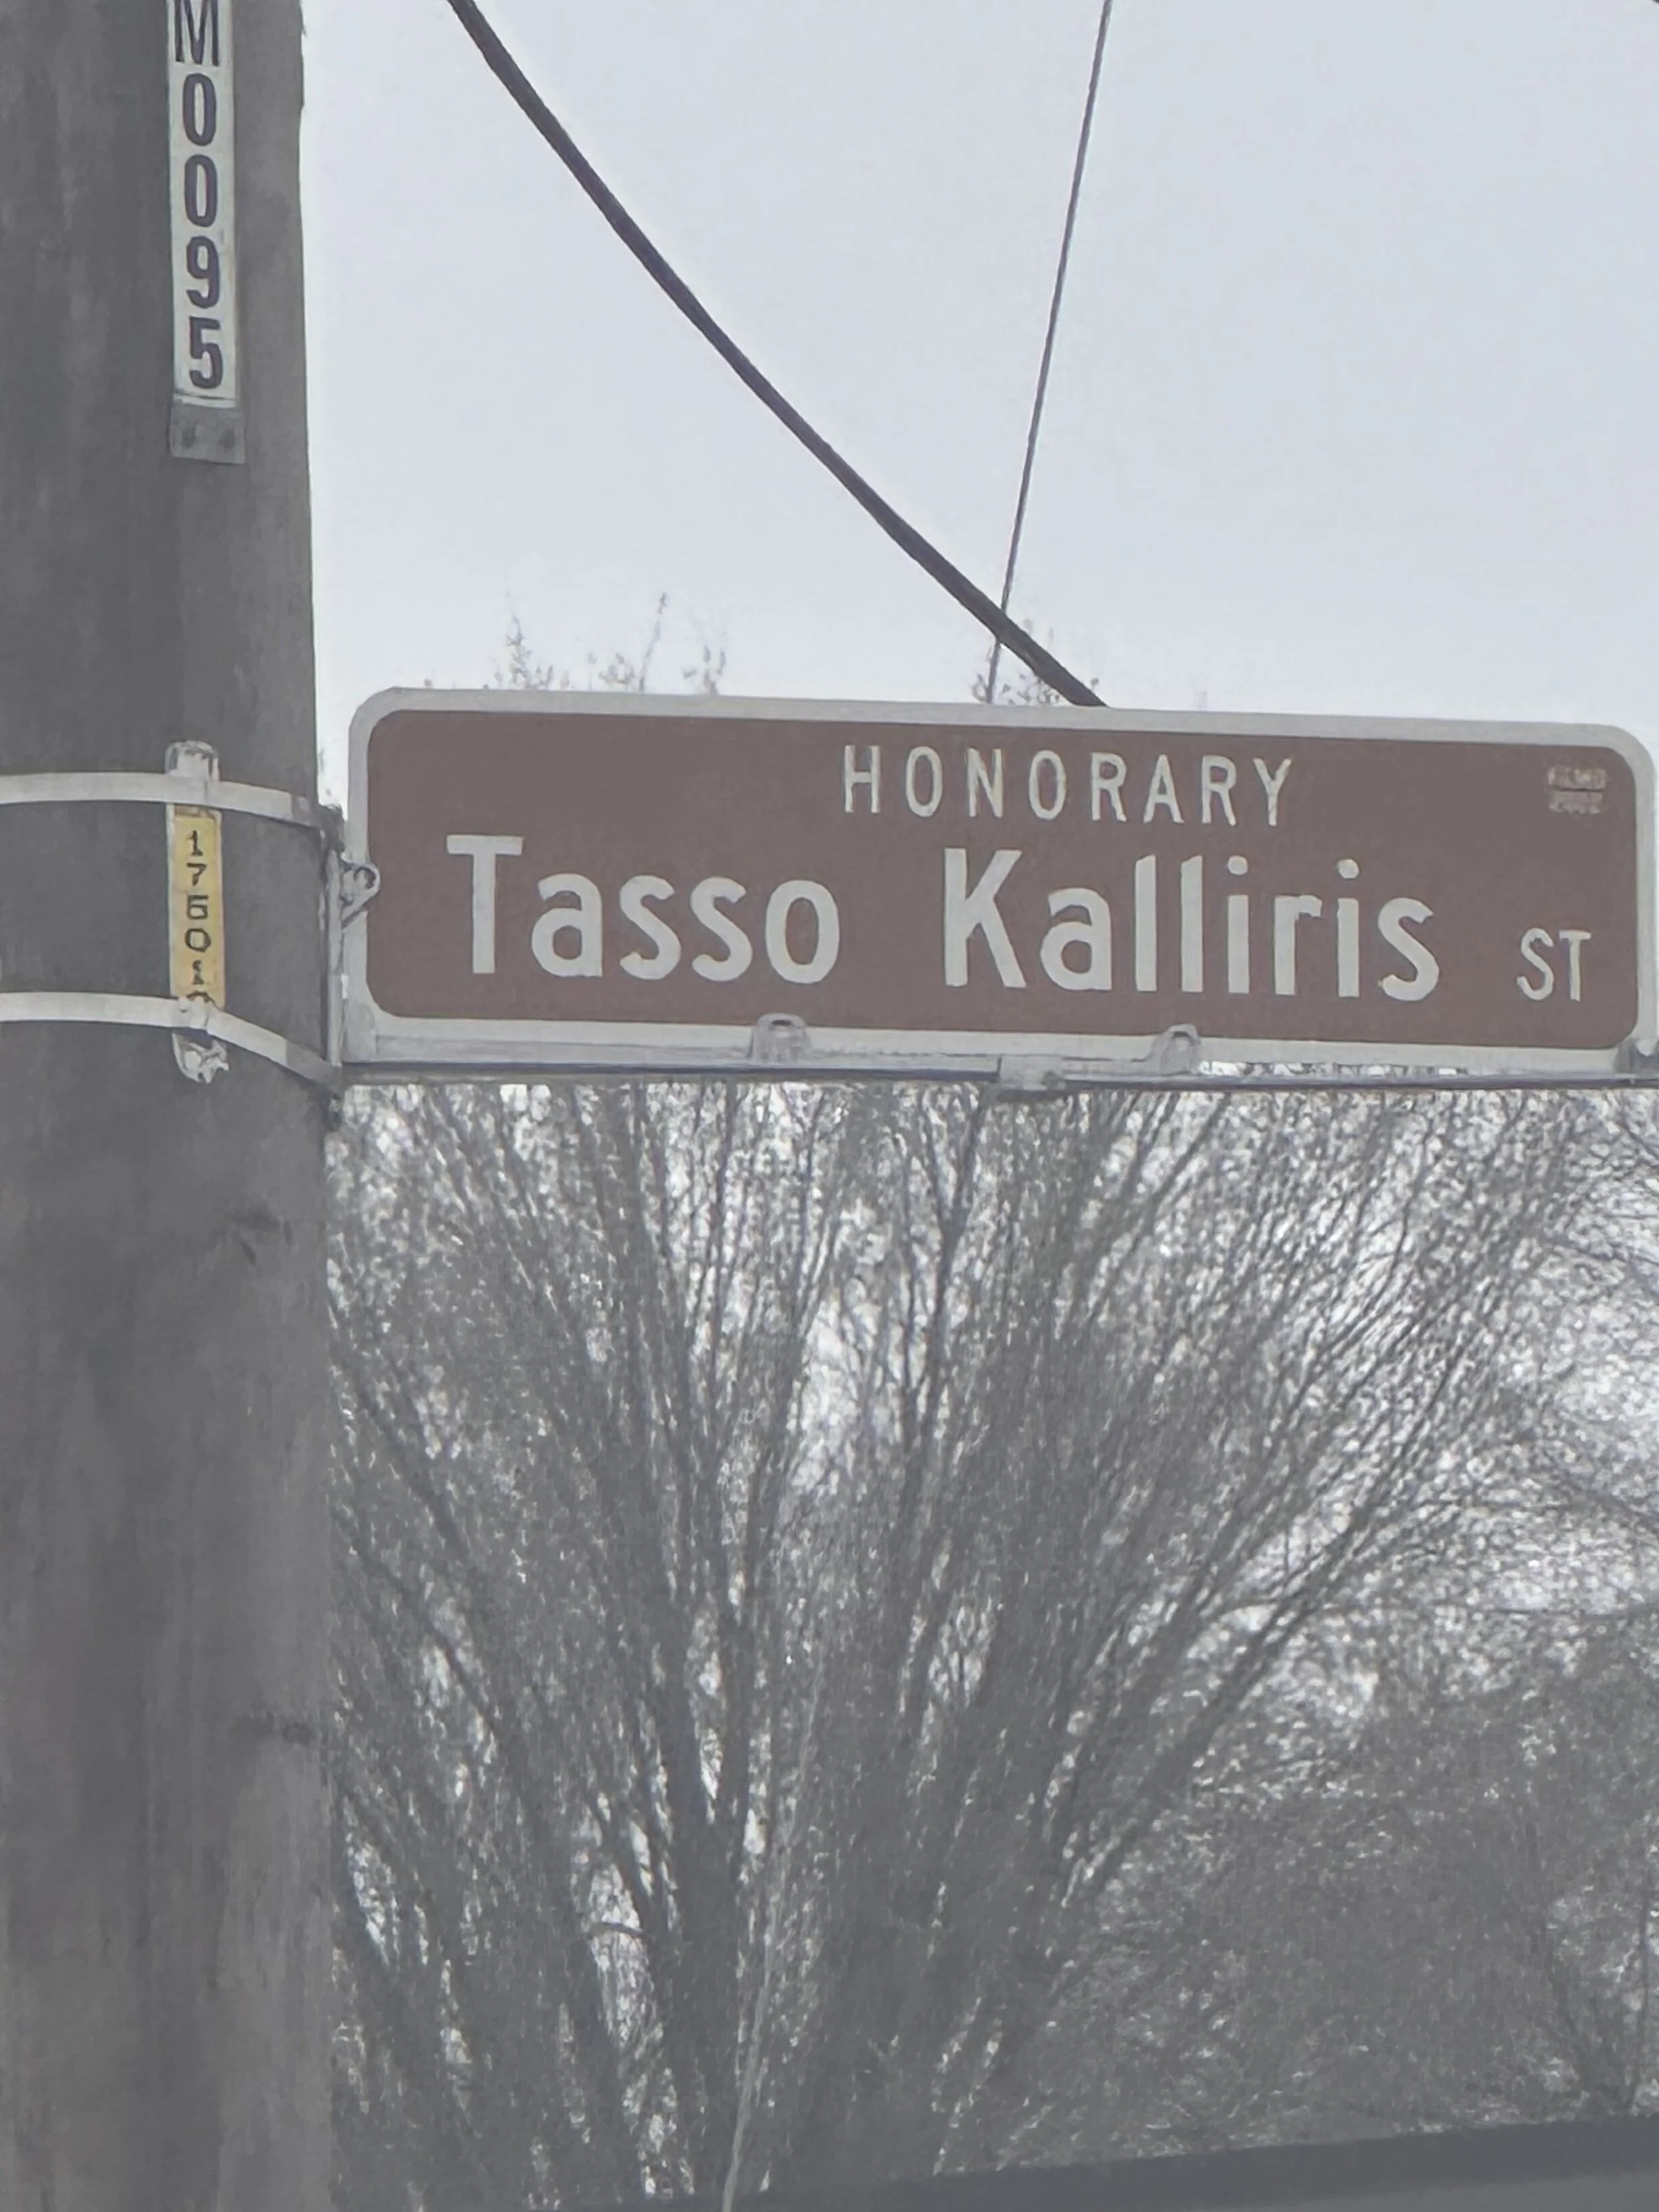 M0095
HONORARY
Tasso Kalliris ST